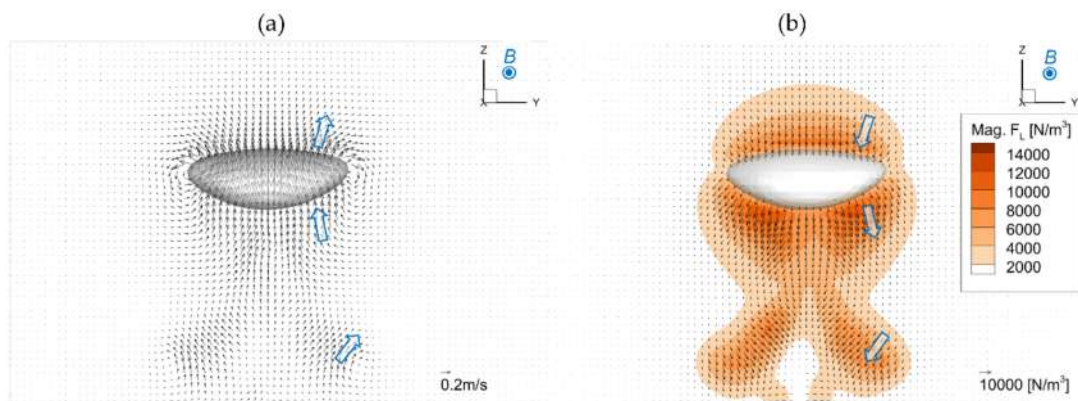 (a)
(b)
Z
B
X
Y
0.2m/s
Z
B
X
Y
Mag. F_L [N/m³]
14000
12000
10000
8000
6000
4000
2000
10000 [N/m³]